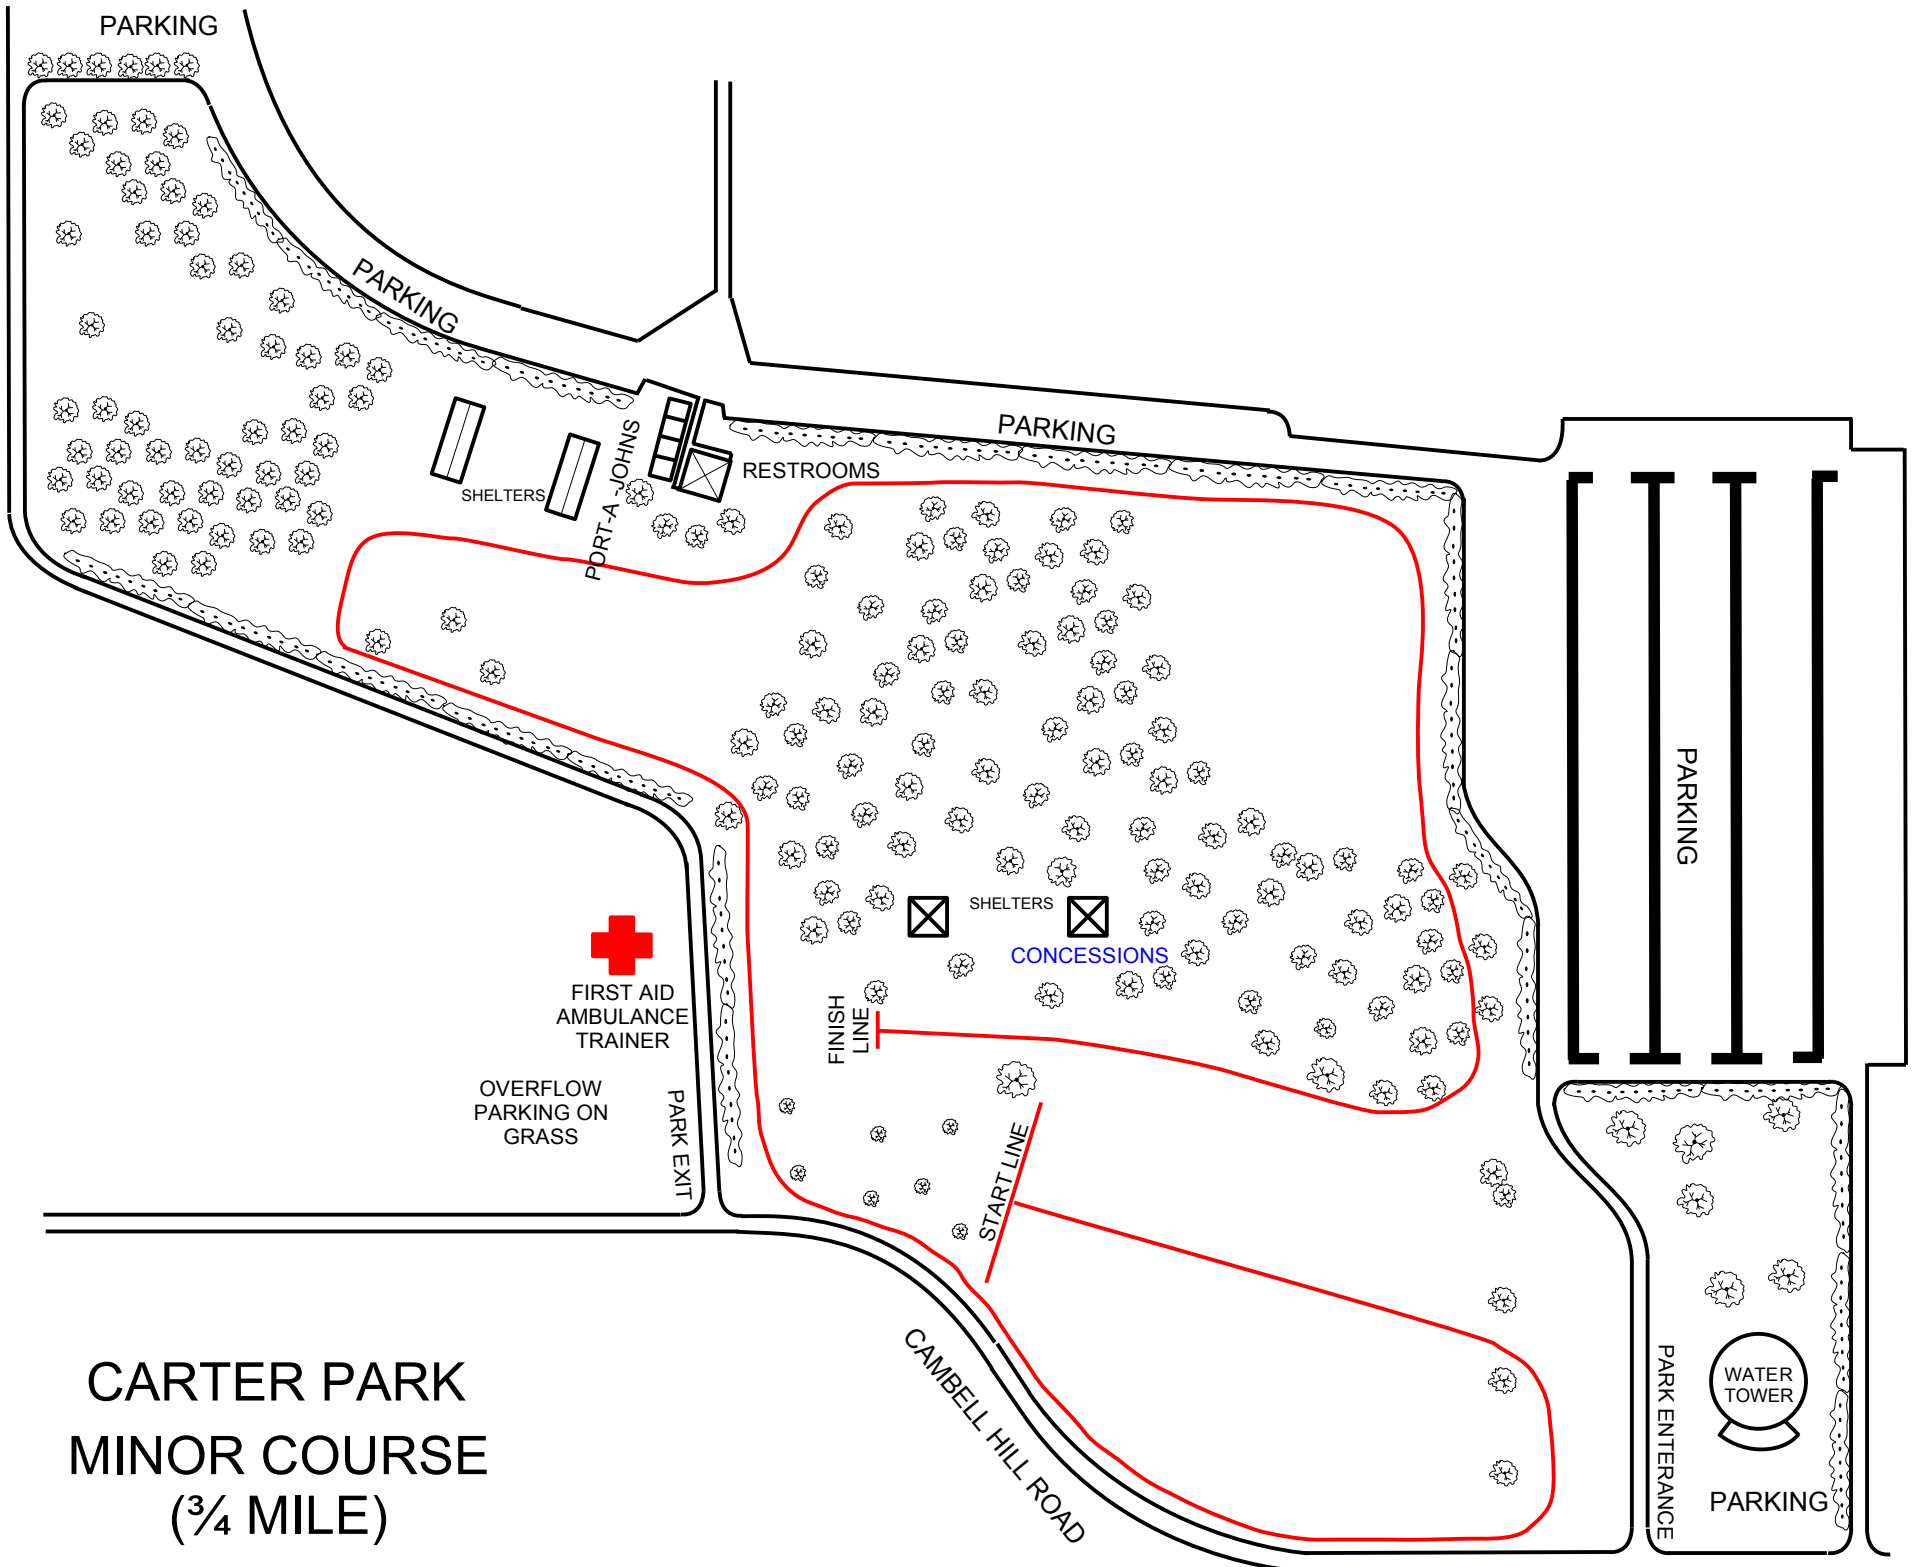 PARKING
PARKING
PARKING
PORT-A -JOHNS
RESTROOMS
SHELTERS
PARKING
SHELTERS
CONCESSIONS
FINISH
LINE
FIRST AID
AMBULANCE
TRAINER
OVERFLOW
PARKING ON
GRASS
PARK EXIT
START LINE
CAMBELL HILL ROAD
PARK ENTERANCE
WATER
TOWER
PARKING
CARTER PARK
MINOR COURSE
(¾ MILE)